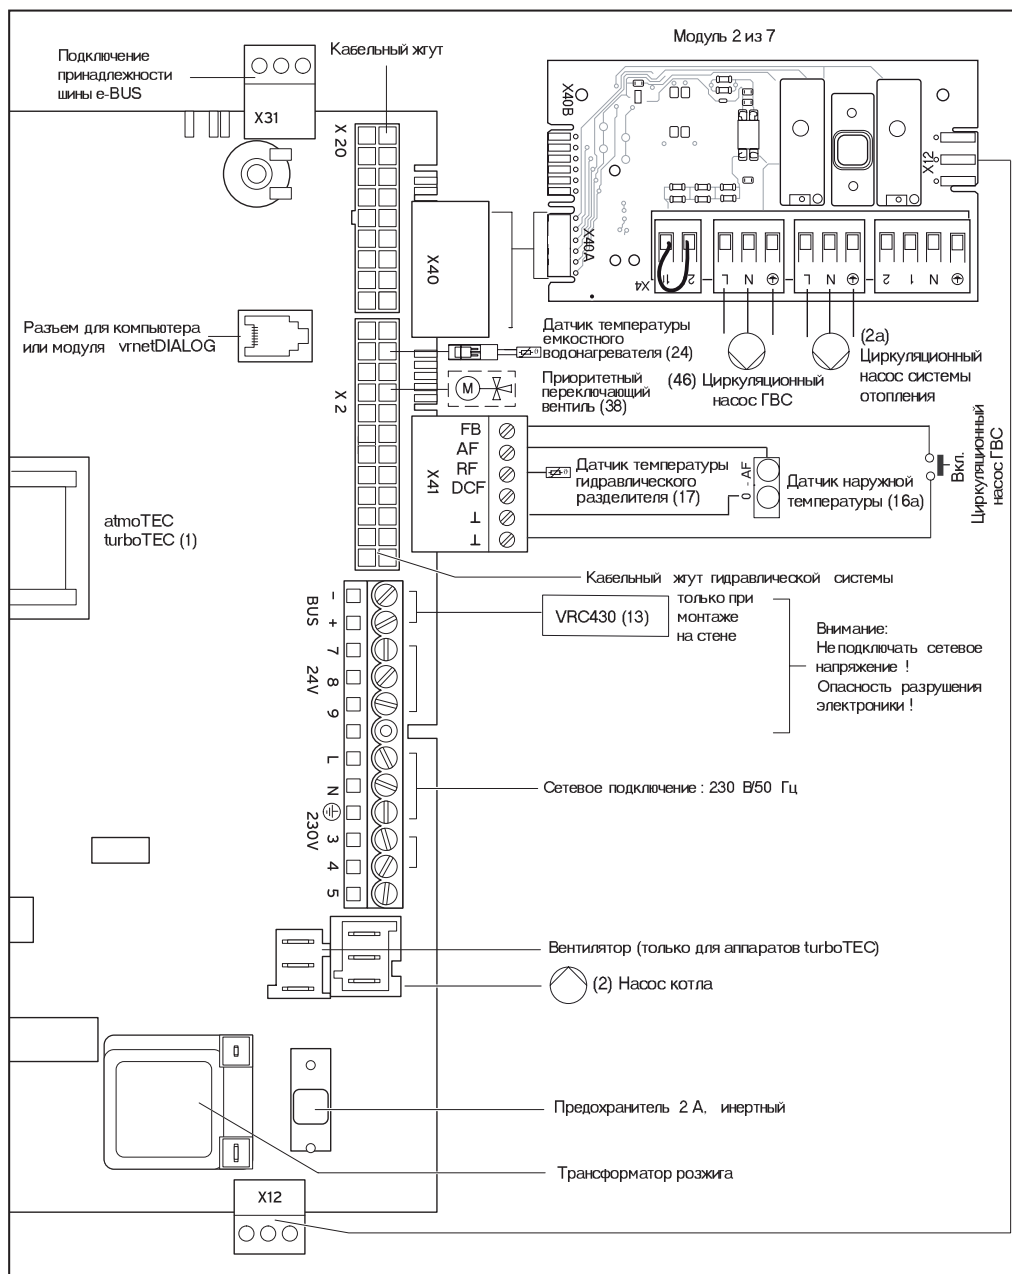 Модуль 2 из 7
Подключение
принадлежности
шины e-BUS
Кабельный жгут
X31
X 20
X40B
X12
X40A
X40
X4
1
2
L
N
L
N
2
1
N
Разъем для компьютера
или модуля vrnetDIALOG
Датчик температуры
емкостного
водонагревателя (24)
(46) Циркуляционный
насос ГВС
(2a)
Циркуляционный
насос системы
отопления
X 2
M
Приоритетный
переключающий
вентиль (38)
FB
AF
RF
DCF
⊥
⊥
X41
Датчик температуры
гидравлического
разделителя (17)
0 - AF
Датчик наружной
температуры (16a)
Вкл.
Циркуляционный
насос ГВС
atmoTEC
turboTEC (1)
Кабельный жгут гидравлической системы
VRC430 (13)
только при
монтаже
на стене
Внимание:
Не подключать сетевое
напряжение !
Опасность разрушения
электроники !
BUS
-
+
24V
7
8
9
L
N
230V
3
4
5
Сетевое подключение : 230 В/50 Гц
Вентилятор (только для аппаратов turboTEC)
(2) Насос котла
Предохранитель 2 А, инертный
Трансформатор розжига
X12